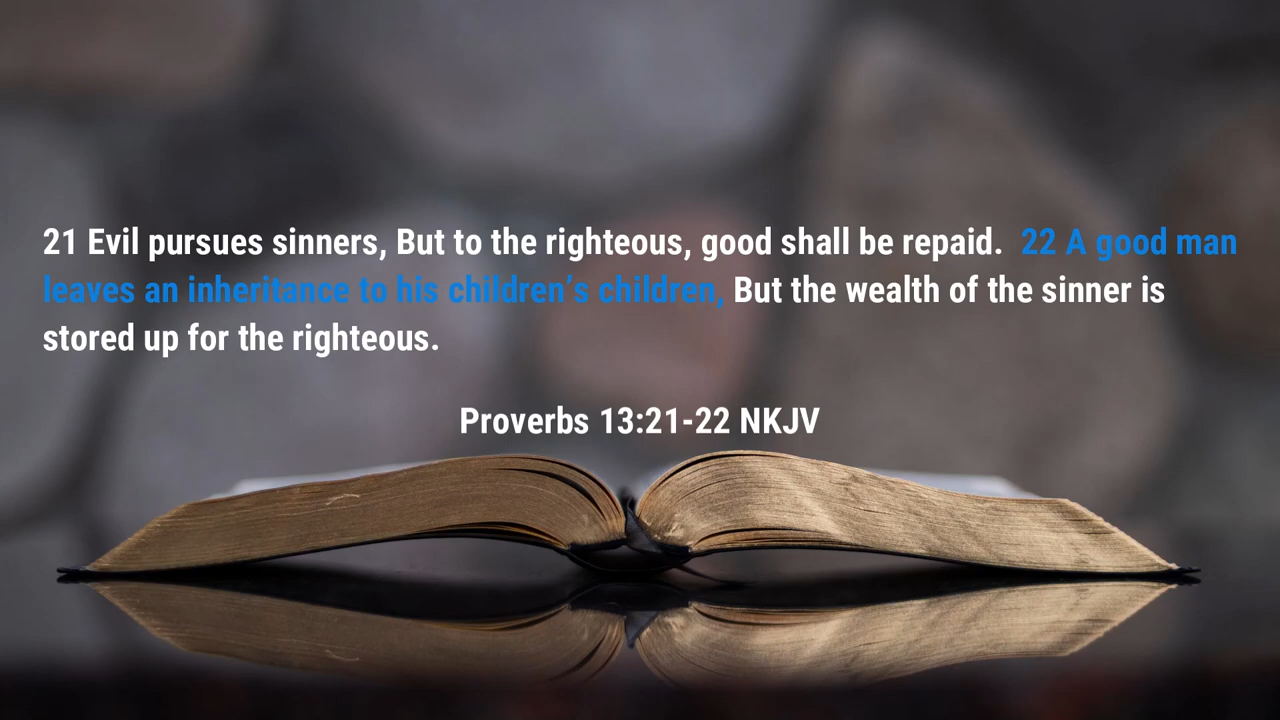 21 Evil pursues sinners, But to the righteous, good shall be repaid.  22 A good man
leaves an inheritance to his children’s children, But the wealth of the sinner is
stored up for the righteous.
Proverbs 13:21-22 NKJV